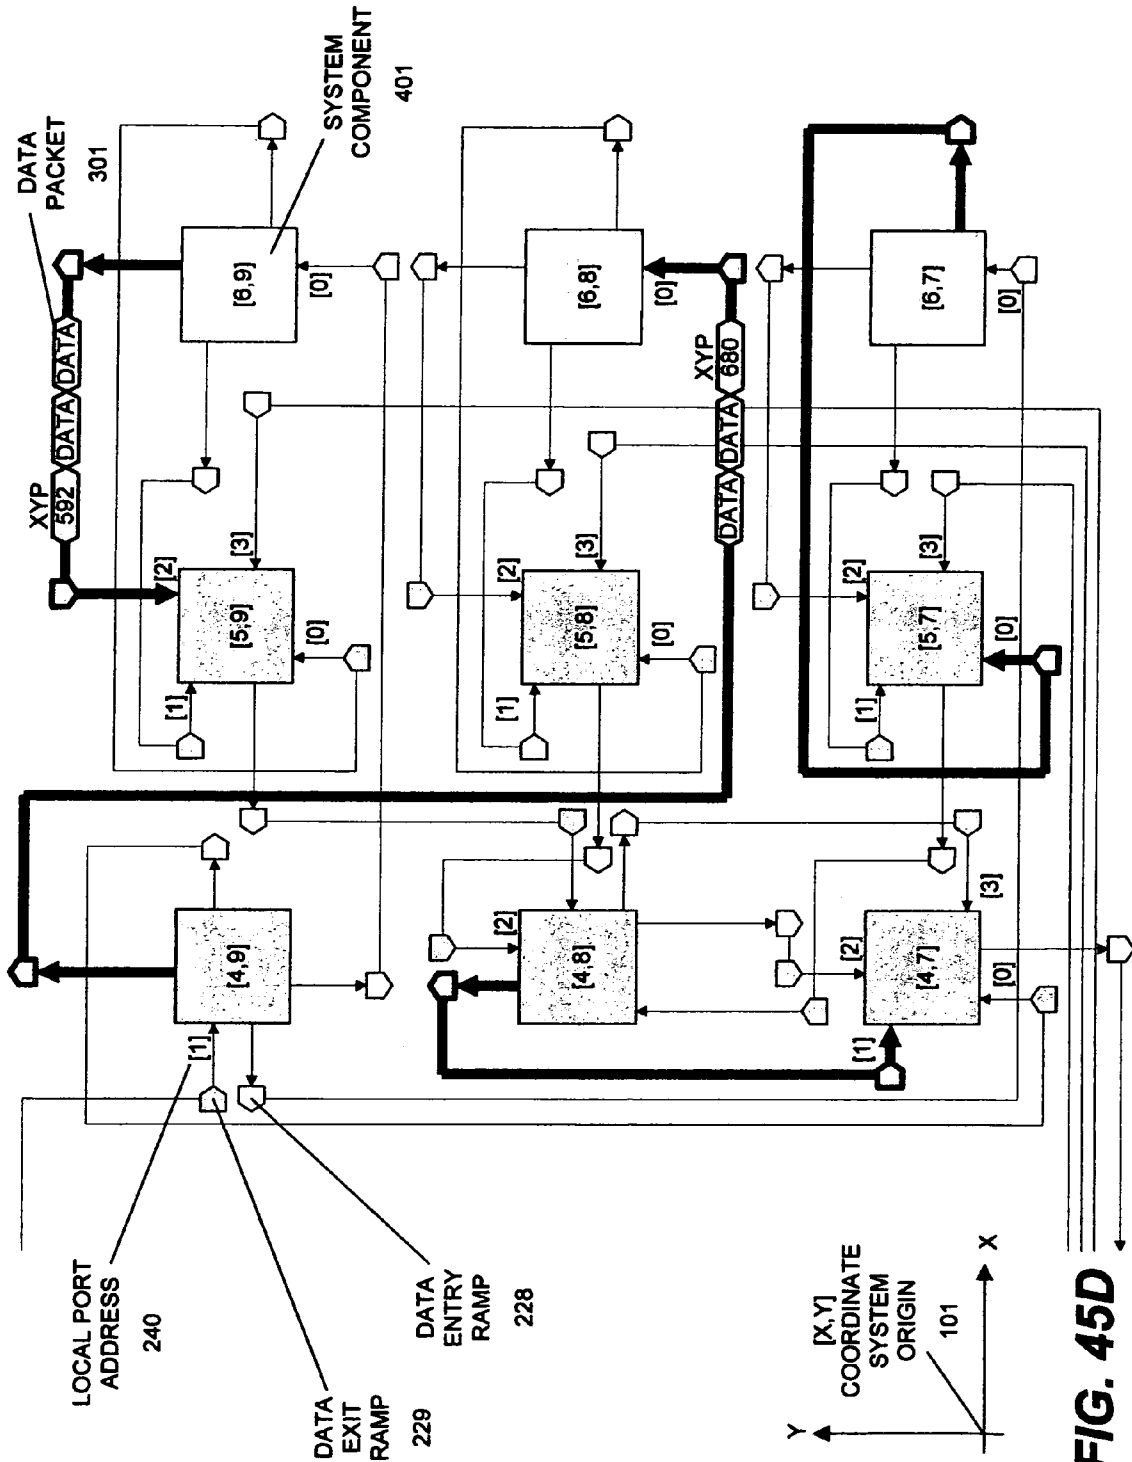 DATA
PACKET
301
SYSTEM
COMPONENT
401
XYP
592 DATA DATA
[6,9]
[0]
[5,9]
[1]
[2]
[3]
[0]
[4,9]
[1]
[6,8]
[0]
XYP
DATA DATA 680
[5,8]
[1]
[2]
[3]
[0]
[4,8]
[2]
[6,7]
[0]
[5,7]
[1]
[2]
[3]
[0]
[4,7]
[1]
[2]
[3]
[0]
LOCAL PORT
ADDRESS
240
DATA
EXIT
RAMP
229
DATA
ENTRY
RAMP
228
[X,Y]
COORDINATE
SYSTEM
ORIGIN
101
Y
X
FIG. 45D